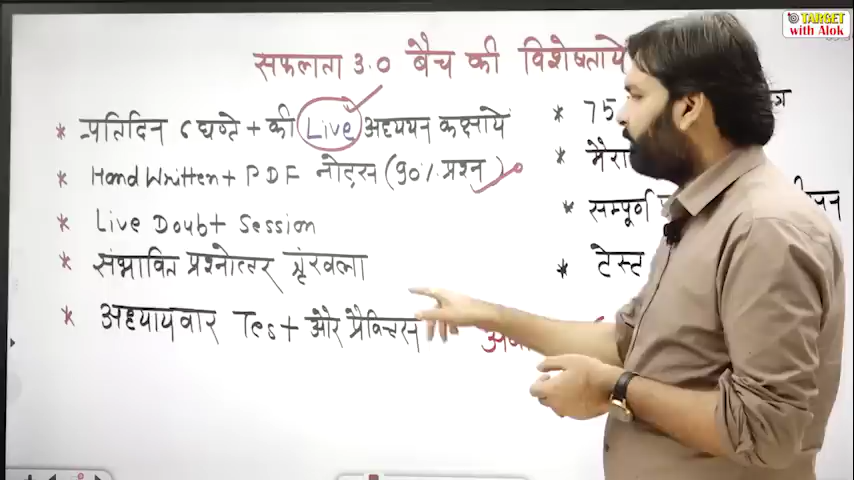 TARGET
with Alok
सफलता 3.0 बैच की विशेषतायें
* प्रतिदिन 6 घण्टे + की Live अध्ययन कक्षायें
* Hand Written + PDF नोट्स (90% प्रश्न)
* Live Doubt Session
* संभावित प्रश्नोत्तर श्रृंखला
* अध्यायवार Test और प्रैक्टिस
* 75
*
* सम्पूर्ण
* टेस्ट